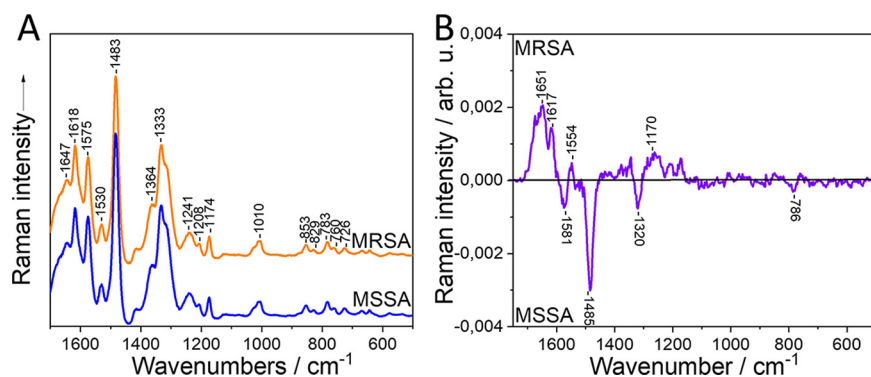 A
Raman intensity
-1647
-1618
-1575
-1530
-1483
-1364
-1333
-1241
-1208
-1174
-1010
-853
-829
-783
-760
-726
MRSA
MSSA
1600 1400 1200 1000 800 600
Wavenumbers / cm-1
B
Raman intensity / arb. u.
0,004
0,002
0,000
-0,002
-0,004
MRSA
-1651
-1617
-1554
-1170
-1581
-1485
-1320
-786
MSSA
1600 1400 1200 1000 800 600
Wavenumber / cm-1